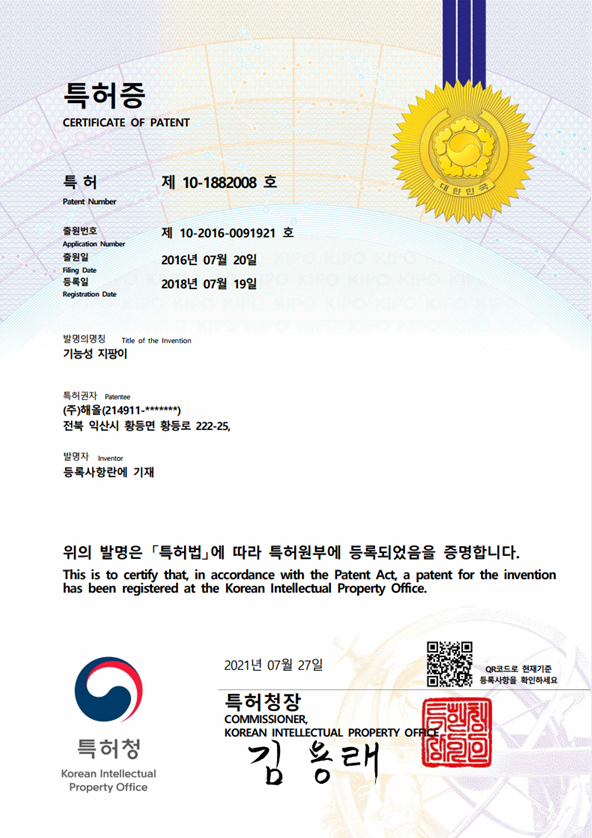 특허증
CERTIFICATE OF PATENT
대한민국
특 허 제 10-1882008 호
Patent Number
출원번호 제 10-2016-0091921 호
Application Number
출원일 2016년 07월 20일
Filing Date
등록일 2018년 07월 19일
Registration Date
발명의명칭 Title of the Invention
기능성 지팡이
특허권자 Patentee
(주)해올(214911-*******)
전북 익산시 황등면 황등로 222-25,
발명자 Inventor
등록사항란에 기재
위의 발명은 「특허법」에 따라 특허원부에 등록되었음을 증명합니다.
This is to certify that, in accordance with the Patent Act, a patent for the invention
has been registered at the Korean Intellectual Property Office.
2021년 07월 27일
QR코드로 현재기준
등록사항을 확인하세요
특허청장
COMMISSIONER,
KOREAN INTELLECTUAL PROPERTY OFFICE
김용래
특허청
Korean Intellectual
Property Office